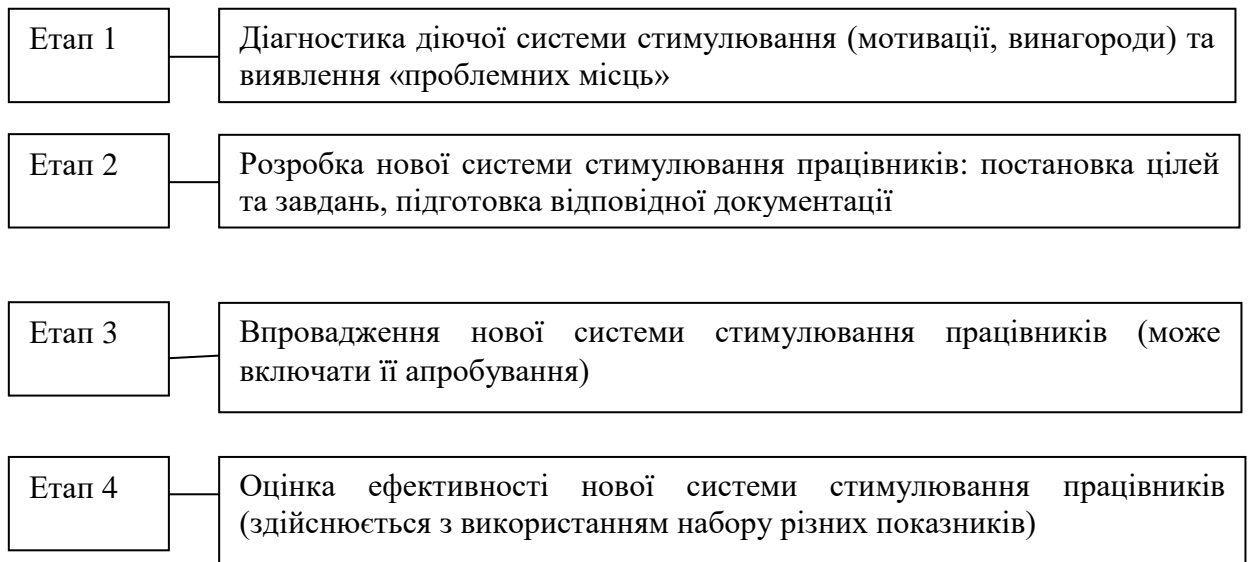 Етап 1
Діагностика діючої системи стимулювання (мотивації, винагороди) та
виявлення «проблемних місць»
Етап 2
Розробка нової системи стимулювання працівників: постановка цілей
та завдань, підготовка відповідної документації
Етап 3
Впровадження нової системи стимулювання працівників (може
включати її апробування)
Етап 4
Оцінка ефективності нової системи стимулювання працівників
(здійснюється з використанням набору різних показників)